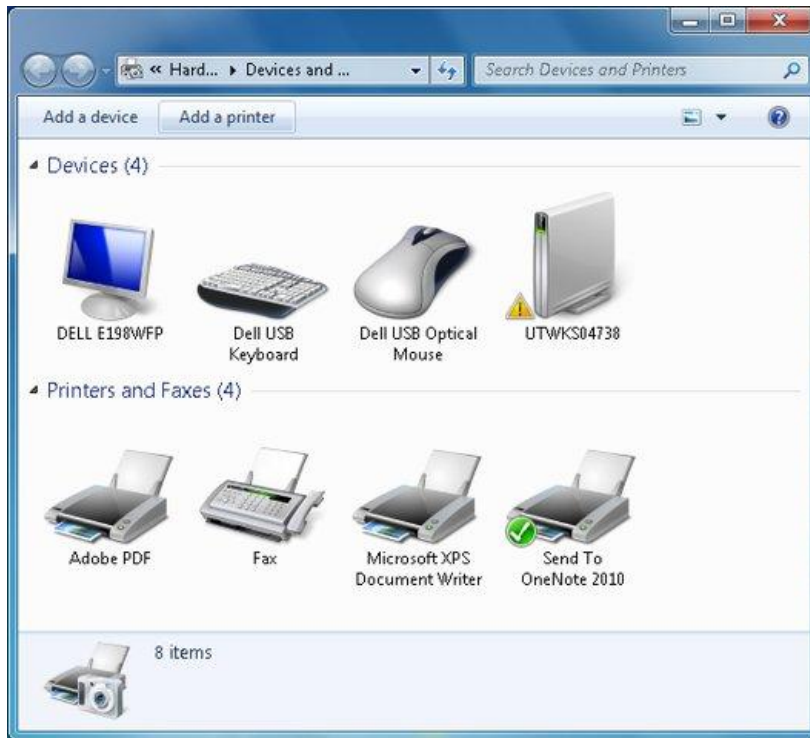 « Hard... ▸ Devices and ...
Search Devices and Printers
Add a device
Add a printer
Devices (4)
DELL E198WFP
Dell USB
Keyboard
Dell USB Optical
Mouse
UTWKS04738
Printers and Faxes (4)
Adobe PDF
Fax
Microsoft XPS
Document Writer
Send To
OneNote 2010
8 items